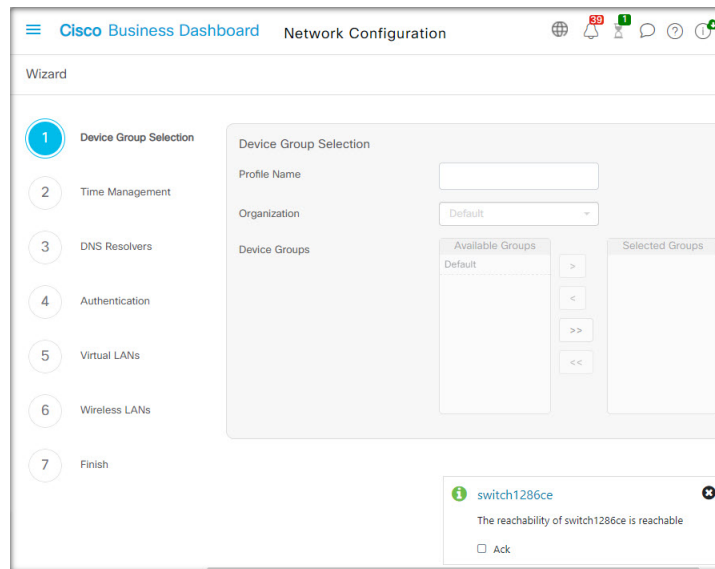 Cisco Business Dashboard Network Configuration 39 1
Wizard
1 Device Group Selection
2 Time Management
3 DNS Resolvers
4 Authentication
5 Virtual LANs
6 Wireless LANs
7 Finish
Device Group Selection
Profile Name
Organization Default
Device Groups Available Groups Selected Groups
Default
>
<
>>
<<
switch1286ce
The reachability of switch1286ce is reachable
Ack